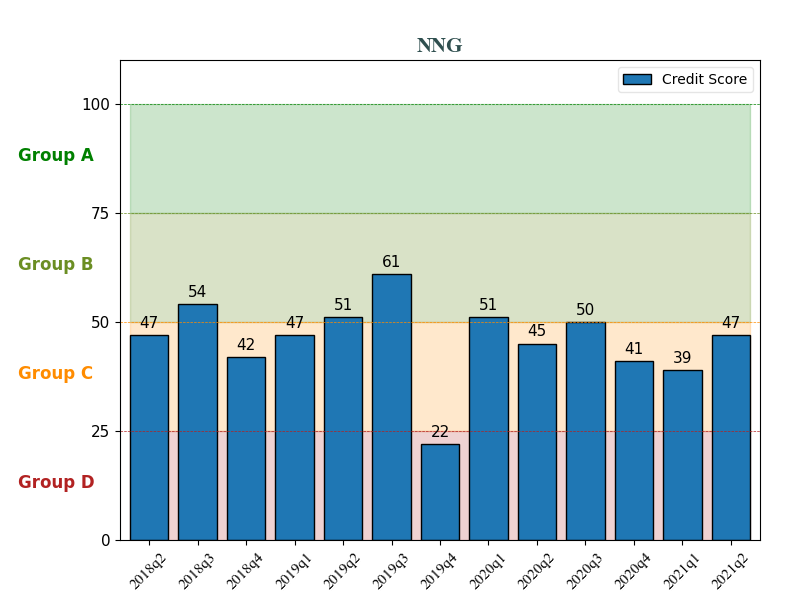 NNG
Credit Score
100
Group A
75
Group B
50
Group C
25
Group D
0
47
54
42
47
51
61
22
51
45
50
41
39
47
2018q2
2018q3
2018q4
2019q1
2019q2
2019q3
2019q4
2020q1
2020q2
2020q3
2020q4
2021q1
2021q2